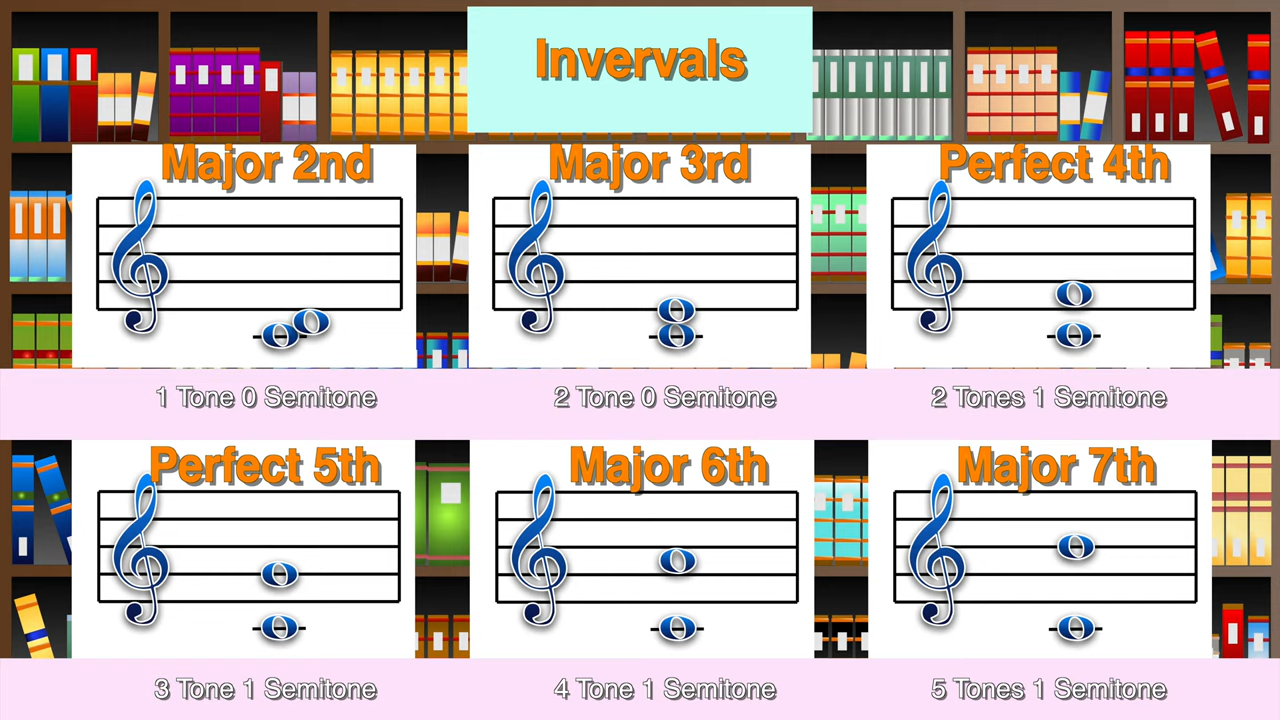 Invervals
Major 2nd
Major 3rd
Perfect 4th
1 Tone 0 Semitone
2 Tone 0 Semitone
2 Tones 1 Semitone
Perfect 5th
Major 6th
Major 7th
3 Tone 1 Semitone
4 Tone 1 Semitone
5 Tones 1 Semitone